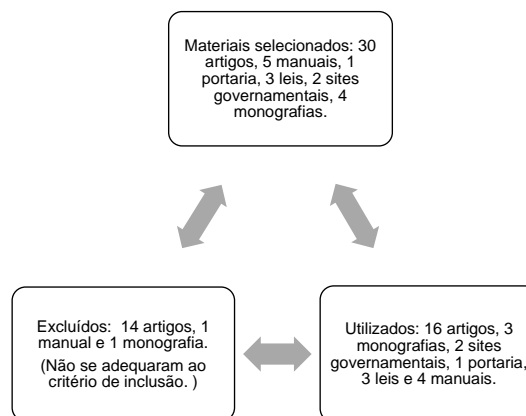 Materiais selecionados: 30
artigos, 5 manuais, 1
portaria, 3 leis, 2 sites
governamentais, 4
monografias.
Excluídos: 14 artigos, 1
manual e 1 monografia.
(Não se adequaram ao
critério de inclusão. )
Utilizados: 16 artigos, 3
monografias, 2 sites
governamentais, 1 portaria,
3 leis e 4 manuais.